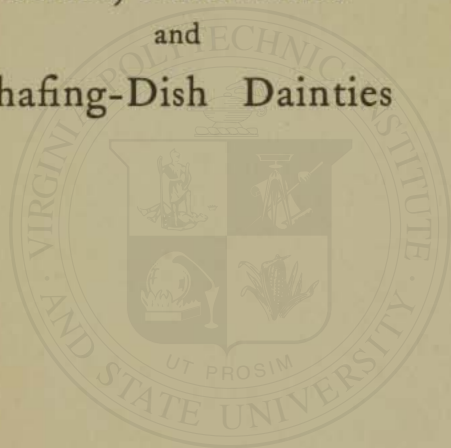 and
hafing-Dish Dainties
VIRGINIA POLYTECHNIC INSTITUTE
AND STATE UNIVERSITY
UT PROSIM